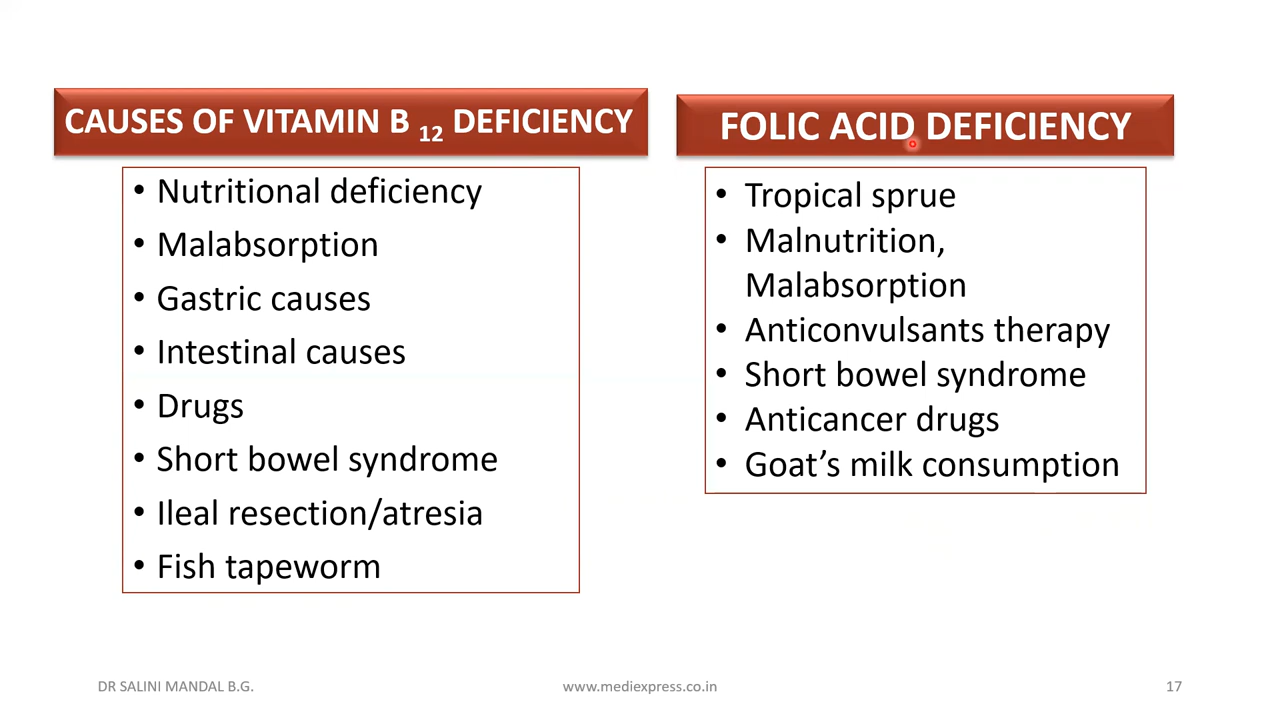 CAUSES OF VITAMIN B 12 DEFICIENCY
• Nutritional deficiency
• Malabsorption
• Gastric causes
• Intestinal causes
• Drugs
• Short bowel syndrome
• Ileal resection/atresia
• Fish tapeworm
FOLIC ACID DEFICIENCY
• Tropical sprue
• Malnutrition,
Malabsorption
• Anticonvulsants therapy
• Short bowel syndrome
• Anticancer drugs
• Goat’s milk consumption
DR SALINI MANDAL B.G.
www.mediexpress.co.in
17